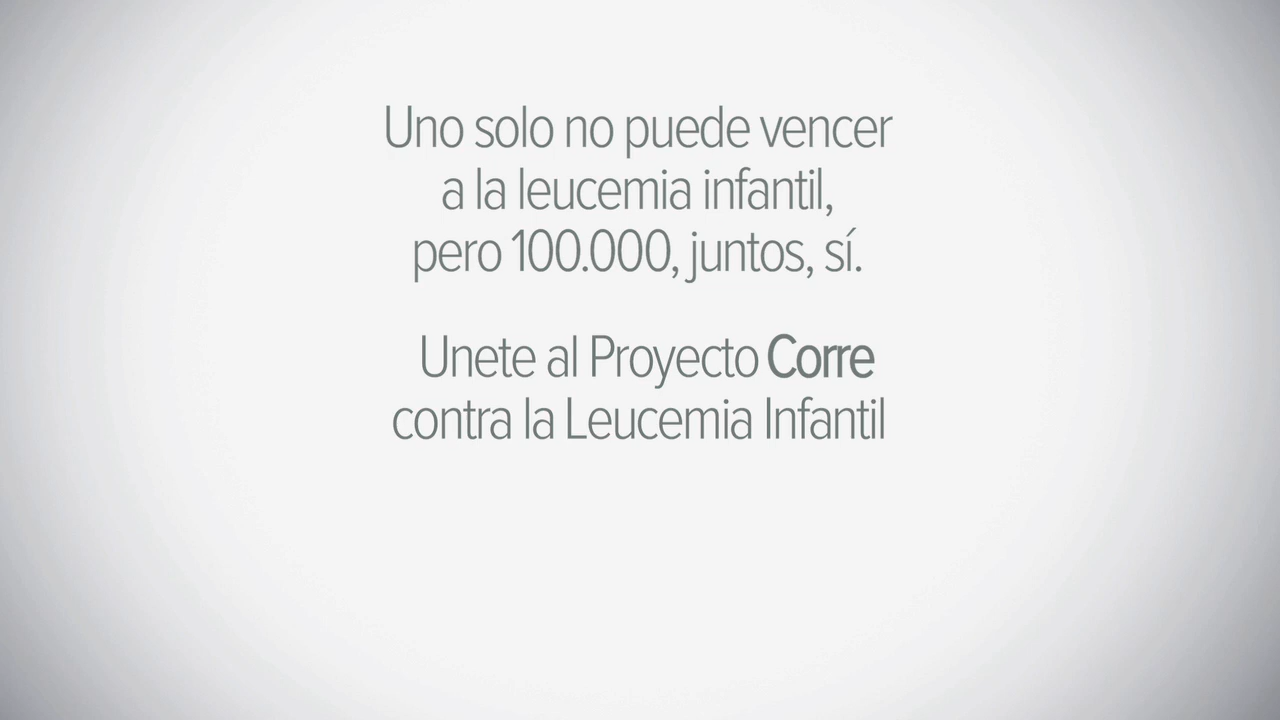 Uno solo no puede vencer
a la leucemia infantil,
pero 100.000, juntos, sí.
Unete al Proyecto Corre
contra la Leucemia Infantil